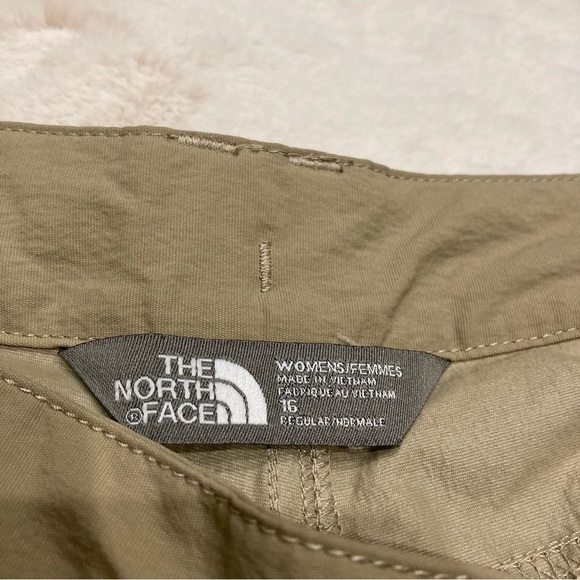 THE
NORTH
®FACE
WOMENS/FEMMES
MADE IN VIETNAM
FABRIQUE AU VIETNAM
16
REGULAR/NORMALE